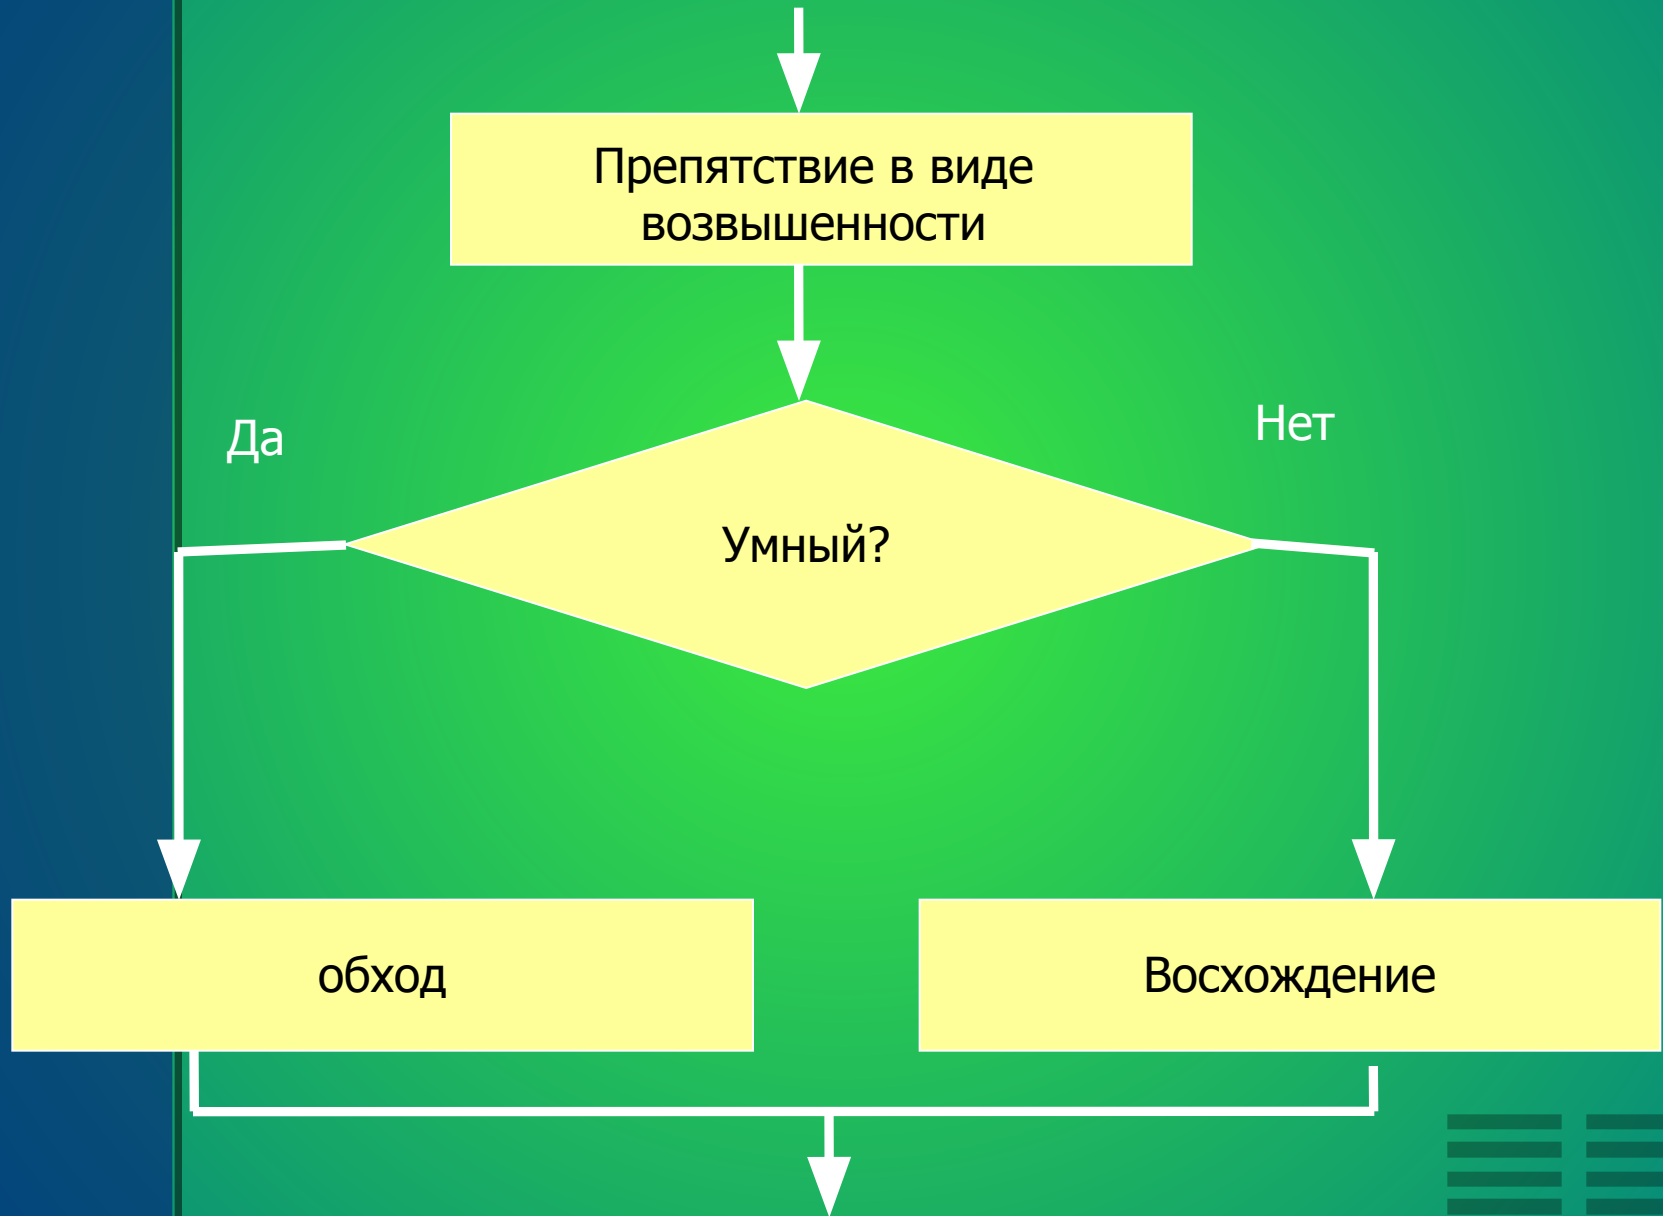 Препятствие в виде
возвышенности
Да
Нет
Умный?
обход
Восхождение